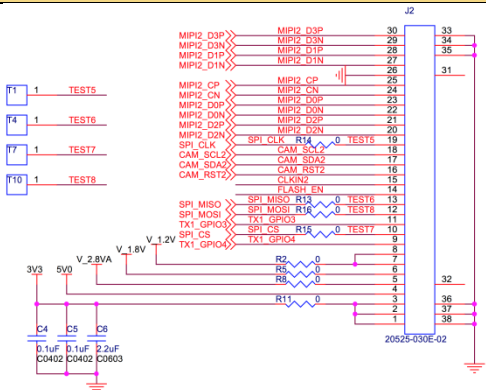 J2
MIPI2_D3P MIPI2_D3P 30 33
MIPI2_D3N MIPI2_D3N 29 34
MIPI2_D1P MIPI2_D1P 28 35
MIPI2_D1N MIPI2_D1N 27
26 31
MIPI2_CP MIPI2_CP 25
T1 1 TEST5 MIPI2_CN MIPI2_CN 24
MIPI2_D0P MIPI2_D0P 23
MIPI2_D0N MIPI2_D0N 22
T4 1 TEST6 MIPI2_D2P MIPI2_D2P 21
MIPI2_D2N MIPI2_D2N 20
SPI_CLK SPI_CLK R14 0 TEST5 19
T7 1 TEST7 CAM_SCL2 CAM_SCL2 18
CAM_SDA2 CAM_SDA2 17
CAM_RST2 CAM_RST2 16
T10 1 TEST8 CLKIN2 15
FLASH_EN 14
SPI_MISO SPI_MISO R13 0 TEST6 13
SPI_MOSI SPI_MOSI R16 0 TEST8 12
TX1_GPIO3 TX1_GPIO3 11
SPI_CS SPI_CS R15 0 TEST7 10
TX1_GPIO4 TX1_GPIO4 9
V_1.2V 8
V_1.8V R2 0 7
V_2.8VA R5 0 6
3V3 5V0 R8 0 5 32
4
R11 0 3 36
2 37
1 38
C4 C5 C6 20525-030E-02
0.1uF 0.1uF 2.2uF
C0402 C0402 C0603